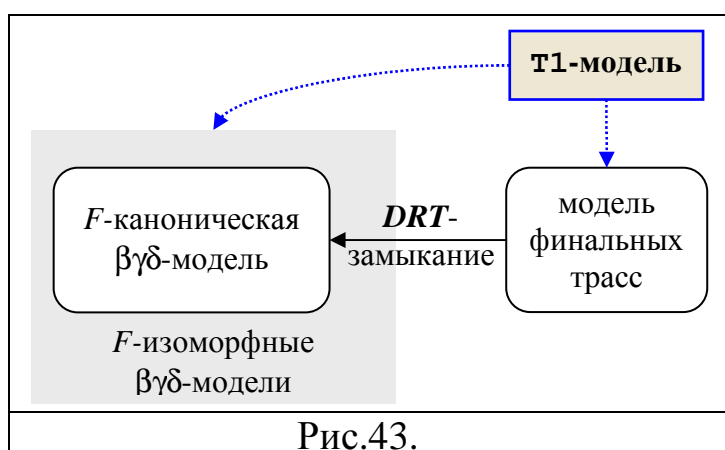 T1-модель
F-каноническая
βγδ-модель
DRT-
замыкание
модель
финальных
трасс
F-изоморфные
βγδ-модели
Рис.43.